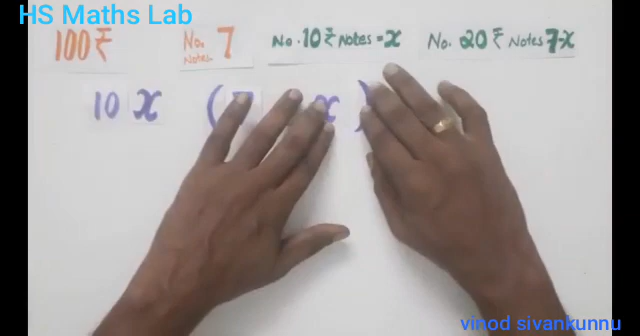 HS Maths Lab
100₹ No. Notes. 7 No. 10₹ Notes = x No. 20₹ Notes 7-x
10 x ( x )
vinod sivankunnu